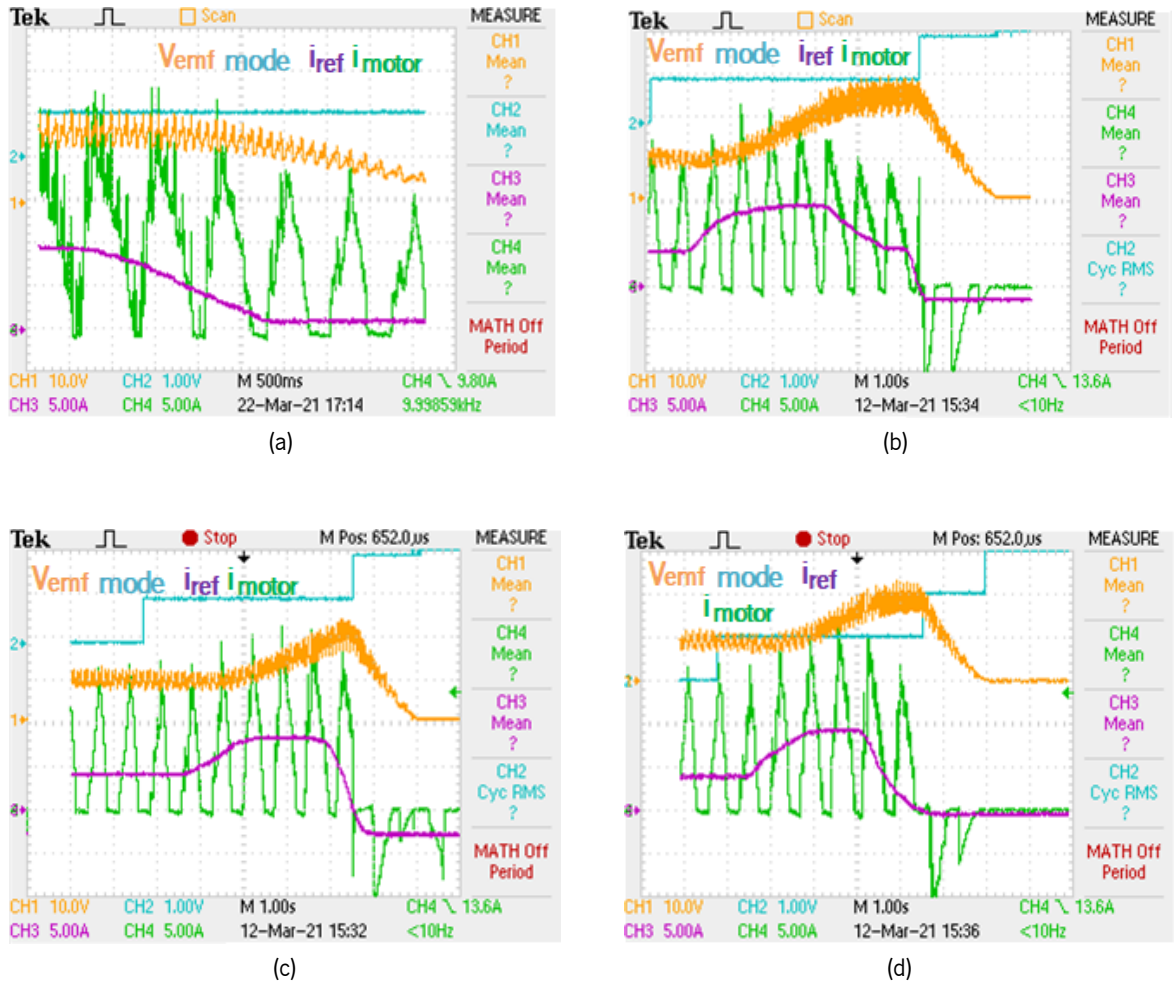 Tek Scan MEASURE
Vemf mode iref imotor
CH1
Mean
?
CH2
Mean
?
CH3
Mean
?
CH4
Mean
?
MATH Off
Period
2
1
CH1 10.0V CH2 1.00V M 500ms CH4 9.80A
CH3 5.00A CH4 5.00A 22-Mar-21 17:14 9.99859kHz
(a)
Tek Scan MEASURE
Vemf mode iref imotor
CH1
Mean
?
CH4
Mean
?
CH3
Mean
?
CH2
Cyc RMS
?
MATH Off
Period
2
1
CH1 10.0V CH2 1.00V M 1.00s CH4 13.6A
CH3 5.00A CH4 5.00A 12-Mar-21 15:34 <10Hz
(b)
Tek Stop M Pos: 652.0µs MEASURE
Vemf mode iref imotor
CH1
Mean
?
CH4
Mean
?
CH3
Mean
?
CH2
Cyc RMS
?
MATH Off
Period
2
1
CH1 10.0V CH2 1.00V M 1.00s CH4 13.6A
CH3 5.00A CH4 5.00A 12-Mar-21 15:32 <10Hz
(c)
Tek Stop M Pos: 652.0µs MEASURE
Vemf mode iref
imotor
CH1
Mean
?
CH4
Mean
?
CH3
Mean
?
CH2
Cyc RMS
?
MATH Off
Period
2
CH1 10.0V CH2 1.00V M 1.00s CH4 13.6A
CH3 5.00A CH4 5.00A 12-Mar-21 15:36 <10Hz
(d)